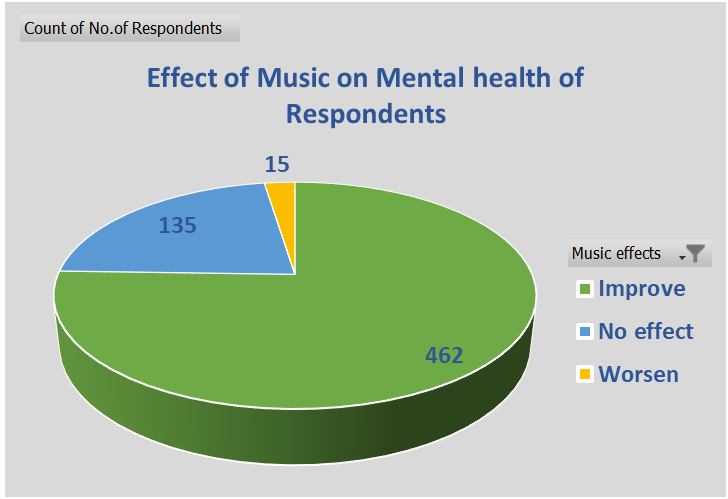 Count of No.of Respondents
Effect of Music on Mental health of
Respondents
15
135
462
Music effects
Improve
No effect
Worsen